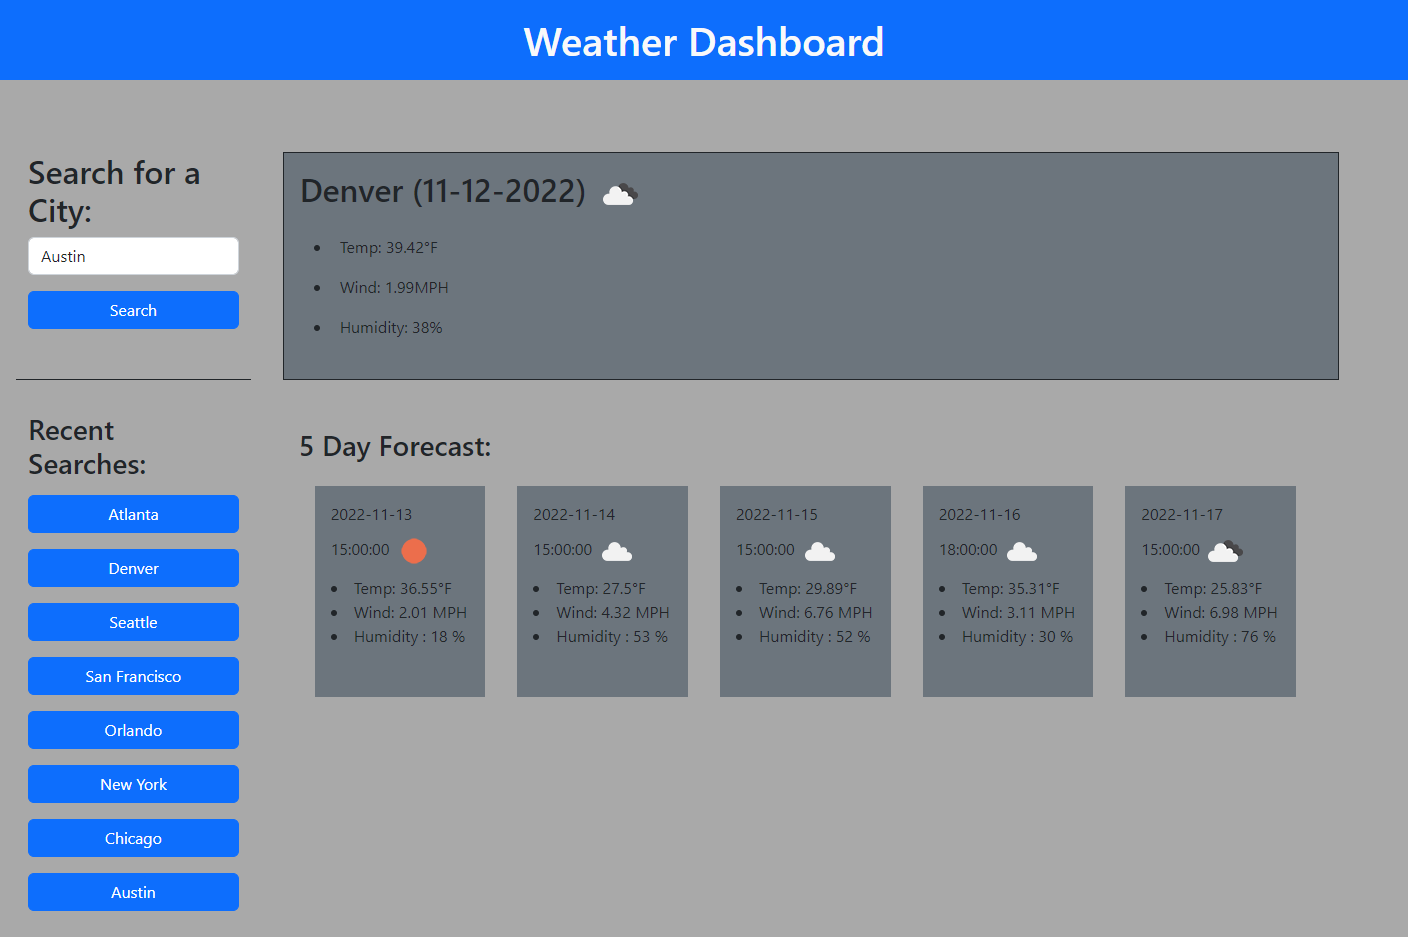 Weather Dashboard
Search for a
City:
Austin
Search
Recent
Searches:
Atlanta
Denver
Seattle
San Francisco
Orlando
New York
Chicago
Austin
Denver (11-12-2022)
Temp: 39.42°F
Wind: 1.99MPH
Humidity: 38%
5 Day Forecast:
2022-11-13
15:00:00
Temp: 36.55°F
Wind: 2.01 MPH
Humidity : 18 %
2022-11-14
15:00:00
Temp: 27.5°F
Wind: 4.32 MPH
Humidity : 53 %
2022-11-15
15:00:00
Temp: 29.89°F
Wind: 6.76 MPH
Humidity : 52 %
2022-11-16
18:00:00
Temp: 35.31°F
Wind: 3.11 MPH
Humidity : 30 %
2022-11-17
15:00:00
Temp: 25.83°F
Wind: 6.98 MPH
Humidity : 76 %